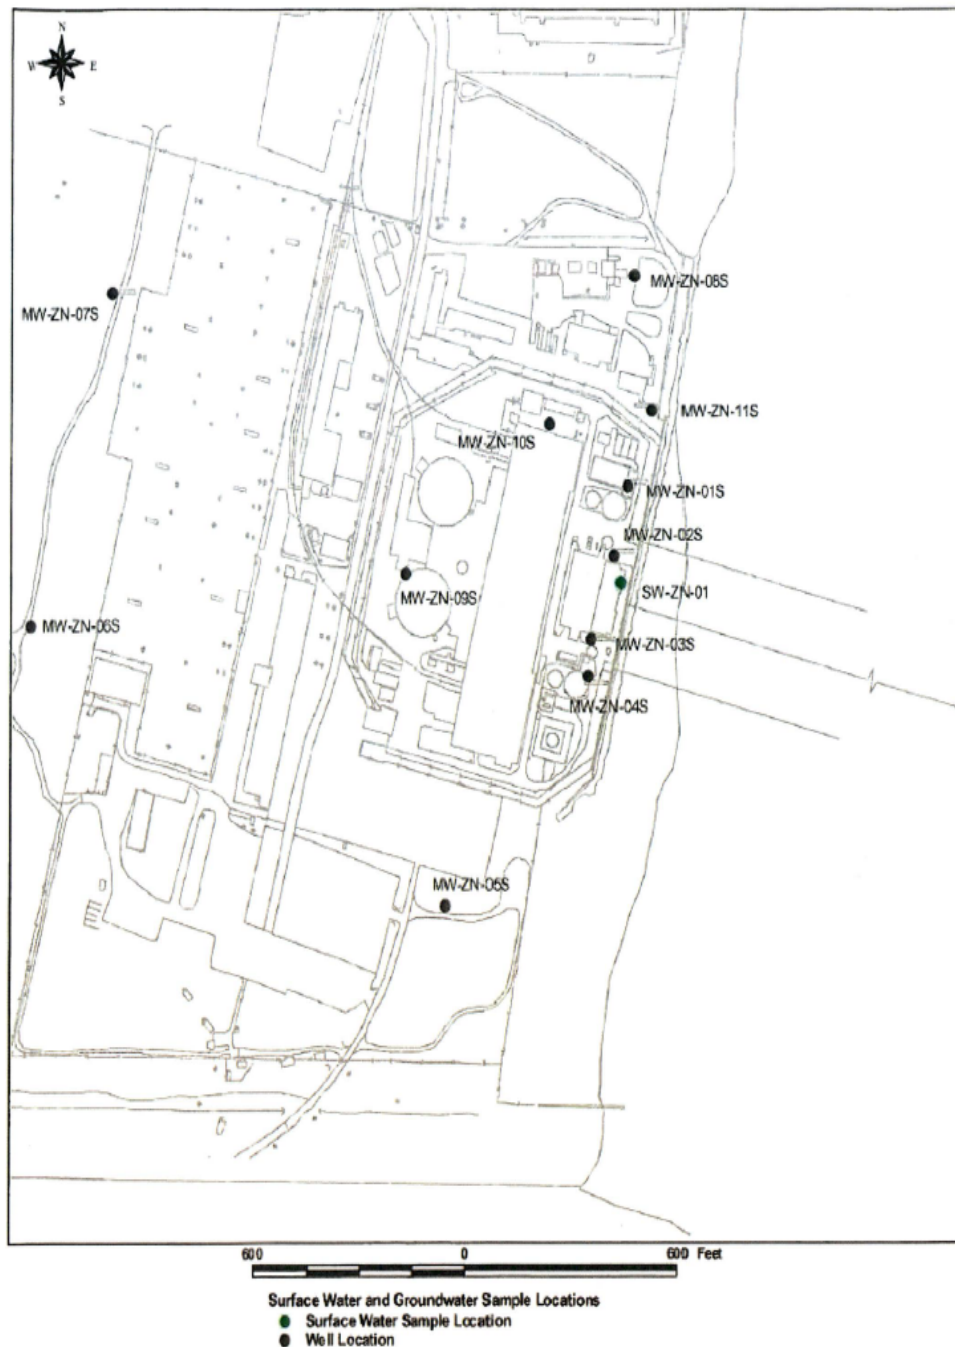 N
W E
S
MW-ZN-08S
MW-ZN-07S
MW-ZN-11S
MW-ZN-10S
MW-ZN-01S
MW-ZN-02S
SW-ZN-01
MW-ZN-09S
MW-ZN-06S
MW-ZN-03S
MW-ZN-04S
MW-ZN-05S
600 0 600 Feet
Surface Water and Groundwater Sample Locations
Surface Water Sample Location
Well Location